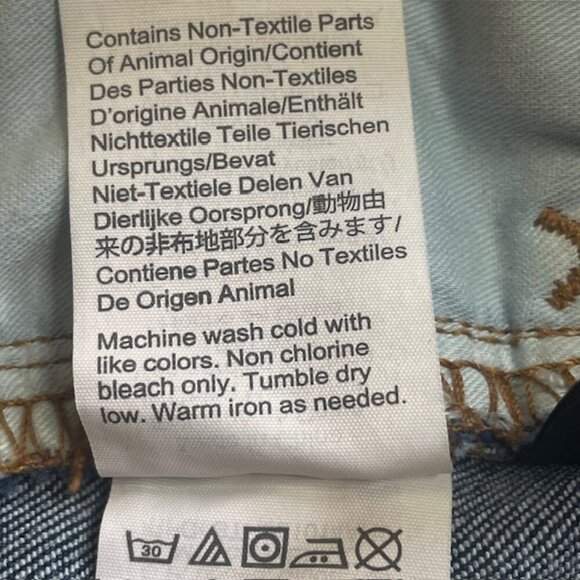 Contains Non-Textile Parts
Of Animal Origin/Contient
Des Parties Non-Textiles
D'origine Animale/Enthält
Nichttextile Teile Tierischen
Ursprungs/Bevat
Niet-Textiele Delen Van
Dierlijke Oorsprong/動物由
来の非布地部分を含みます/
Contiene Partes No Textiles
De Origen Animal
Machine wash cold with
like colors. Non chlorine
bleach only. Tumble dry
low. Warm iron as needed.
30